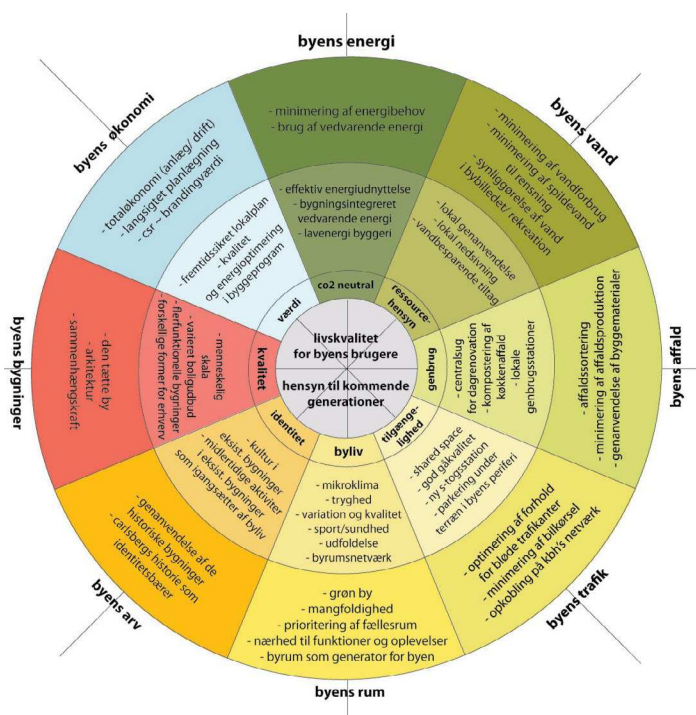 byens energi
- minimering af energibehov
- brug af vedvarende energi
- effektiv energiudnyttelse
- bygningsintegreret
vedvarende energi
- lavenergi byggeri
co2 neutral
byens vand
- minimering af vandforbrug
- minimering af spildevand
til rensning
- synliggørelse af vand
i bybilledet/ rekreation
- lokal genanvendelse
- lokal nedsivning
- vandbesparende tiltag
ressource-
hensyn
byens affald
- affaldssortering
- minimering af affaldsproduktion
- genanvendelse af byggematerialer
- centralsug
for dagrenovation
- kompostering af
køkkenaffald
- lokale
genbrugsstationer
genbrug
byens trafik
- optimering af forhold
for bløde trafikanter
- minimering af bilkørsel
- opkobling på kbh's netværk
- shared space
- god gåkvalitet
- ny s-togsstation
- parkering under
terræn i byens periferi
tilgænge-
lighed
byens rum
- grøn by
- mangfoldighed
- prioritering af fællesrum
- nærhed til funktioner og oplevelser
- byrum som generator for byen
- mikroklima
- tryghed
- variation og kvalitet
- sport/sundhed
- udfoldelse
- byrumsnetværk
byliv
byens arv
- genanvendelse af de
historiske bygninger
- carlsbergs historie som
identitetsbærer
- kultur i
eksist. bygninger
- midlertidige aktiviter
i eksist. bygninger
som igangsætter af byliv
identitet
byens bygninger
- den tætte by
- arkitektur
- sammenhængskraft
- menneskelig
skala
- varieret boligudbud
- flerfunktionelle bygninger
- forskellige former for erhverv
kvalitet
byens økonomi
- totaløkonomi (anlæg/ drift)
- langsigtet planlægning
- csr – brandingværdi
- fremtidssikret lokalplan
- kvalitet
og energioptimering
i byggeprogram
værdi
livskvalitet
for byens brugere
hensyn til kommende
generationer